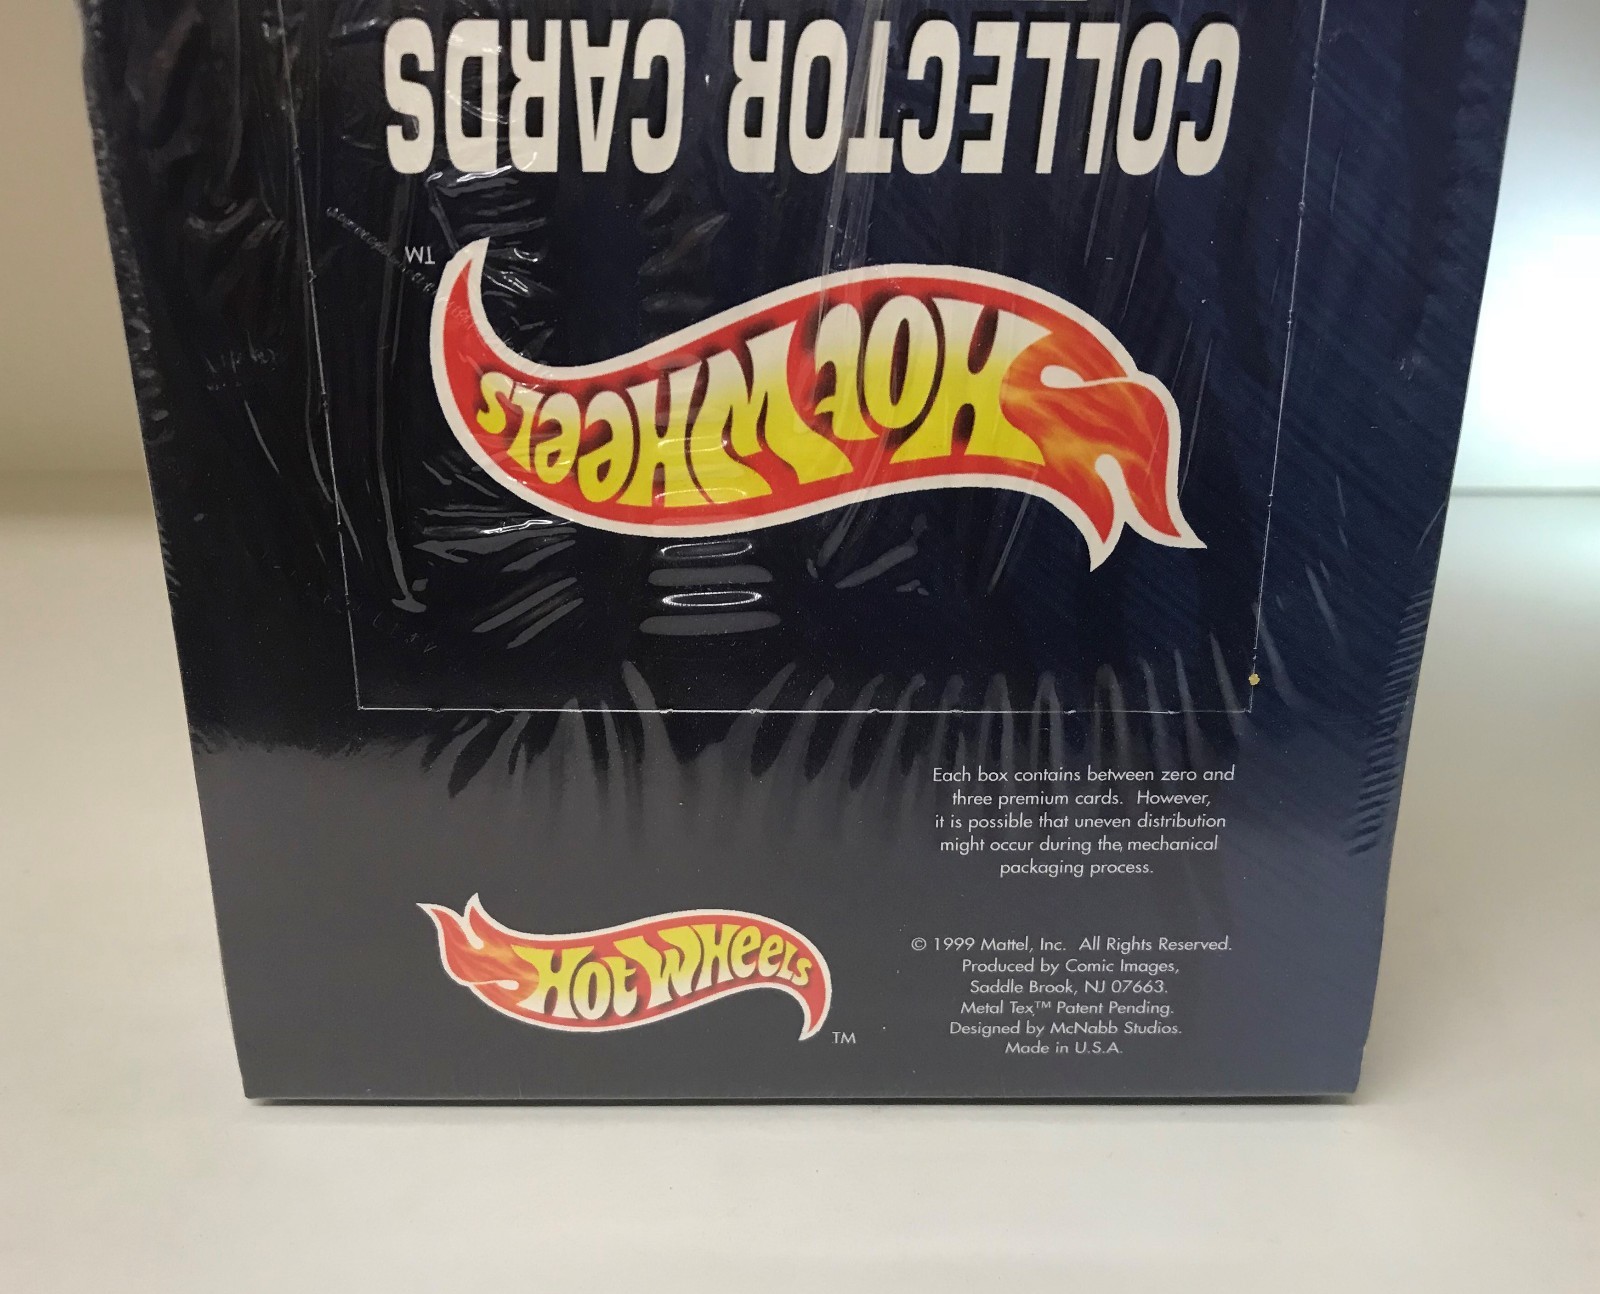 COLLECTOR CARDS
HOT WHEELS
TM
Each box contains between zero and
three premium cards. However,
it is possible that uneven distribution
might occur during the mechanical
packaging process.
HOT WHEELS
TM
© 1999 Mattel, Inc. All Rights Reserved.
Produced by Comic Images,
Saddle Brook, NJ 07663.
Metal Tex™ Patent Pending.
Designed by McNabb Studios.
Made in U.S.A.